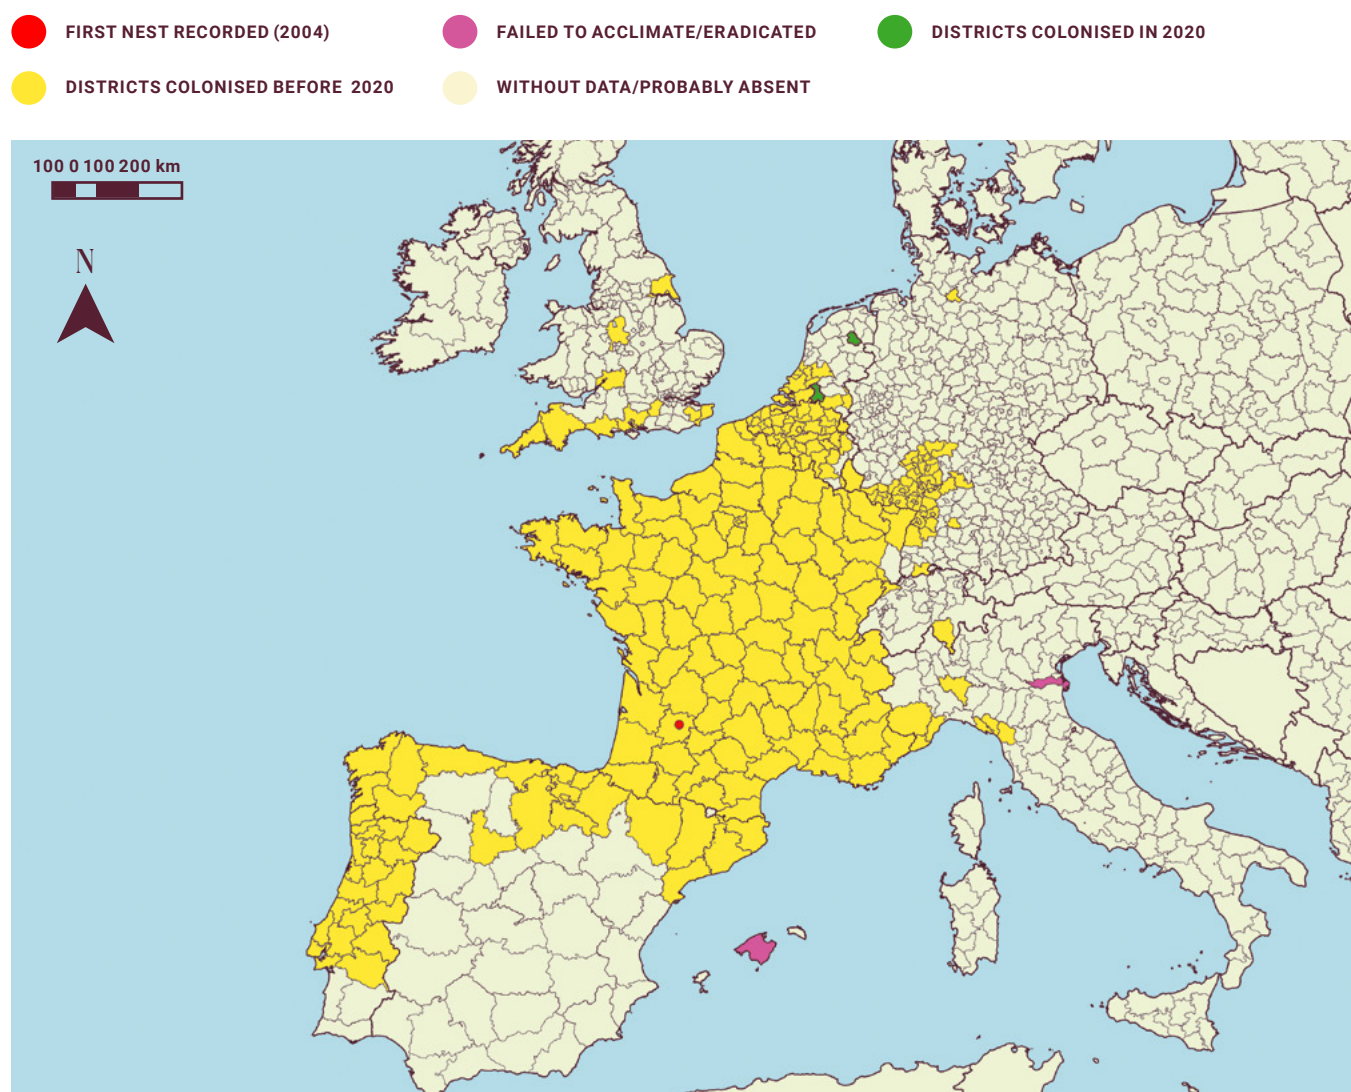 FIRST NEST RECORDED (2004)
FAILED TO ACCLIMATE/ERADICATED
DISTRICTS COLONISED IN 2020
DISTRICTS COLONISED BEFORE 2020
WITHOUT DATA/PROBABLY ABSENT
100 0 100 200 km
N